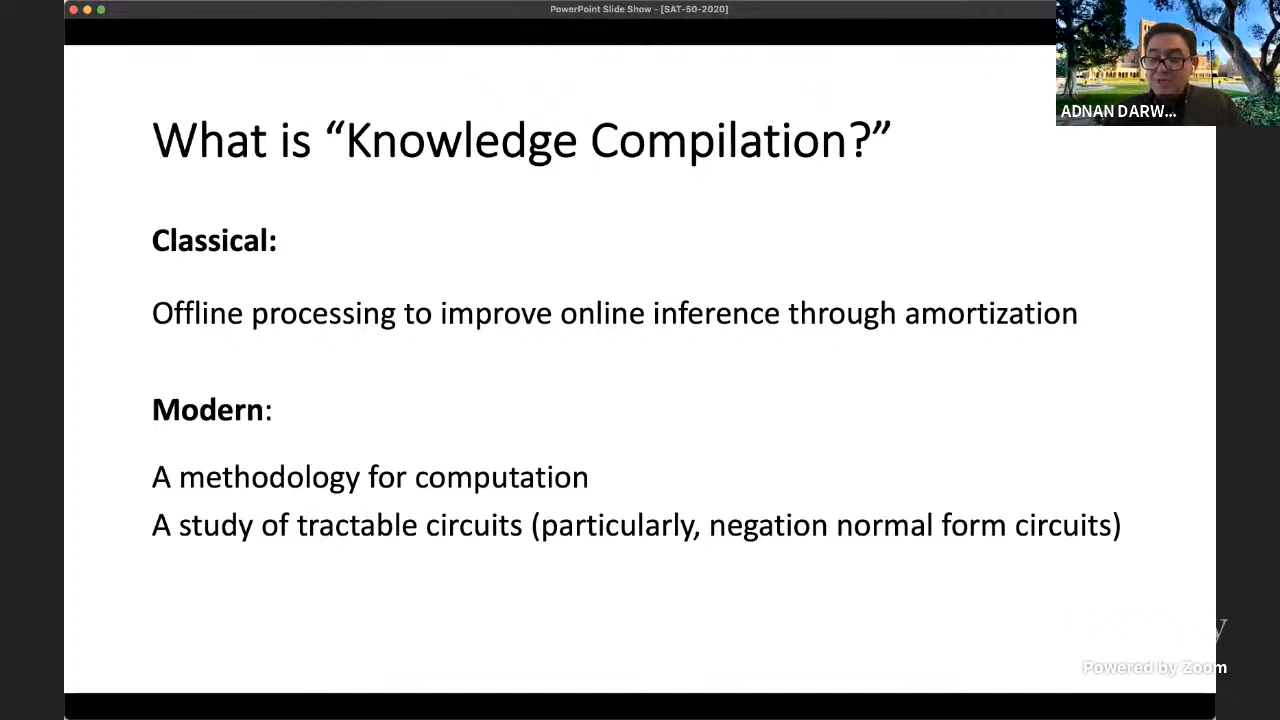 PowerPoint Slide Show - [SAT-50-2020]
ADNAN DARW...
What is “Knowledge Compilation?”
Classical:
Offline processing to improve online inference through amortization
Modern:
A methodology for computation
A study of tractable circuits (particularly, negation normal form circuits)
Powered by Zoom